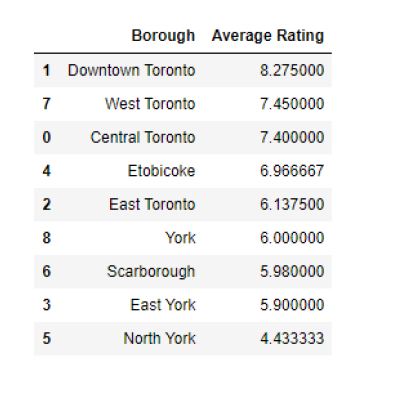 Borough Average Rating
1 Downtown Toronto 8.275000
7 West Toronto 7.450000
0 Central Toronto 7.400000
4 Etobicoke 6.966667
2 East Toronto 6.137500
8 York 6.000000
6 Scarborough 5.980000
3 East York 5.900000
5 North York 4.433333